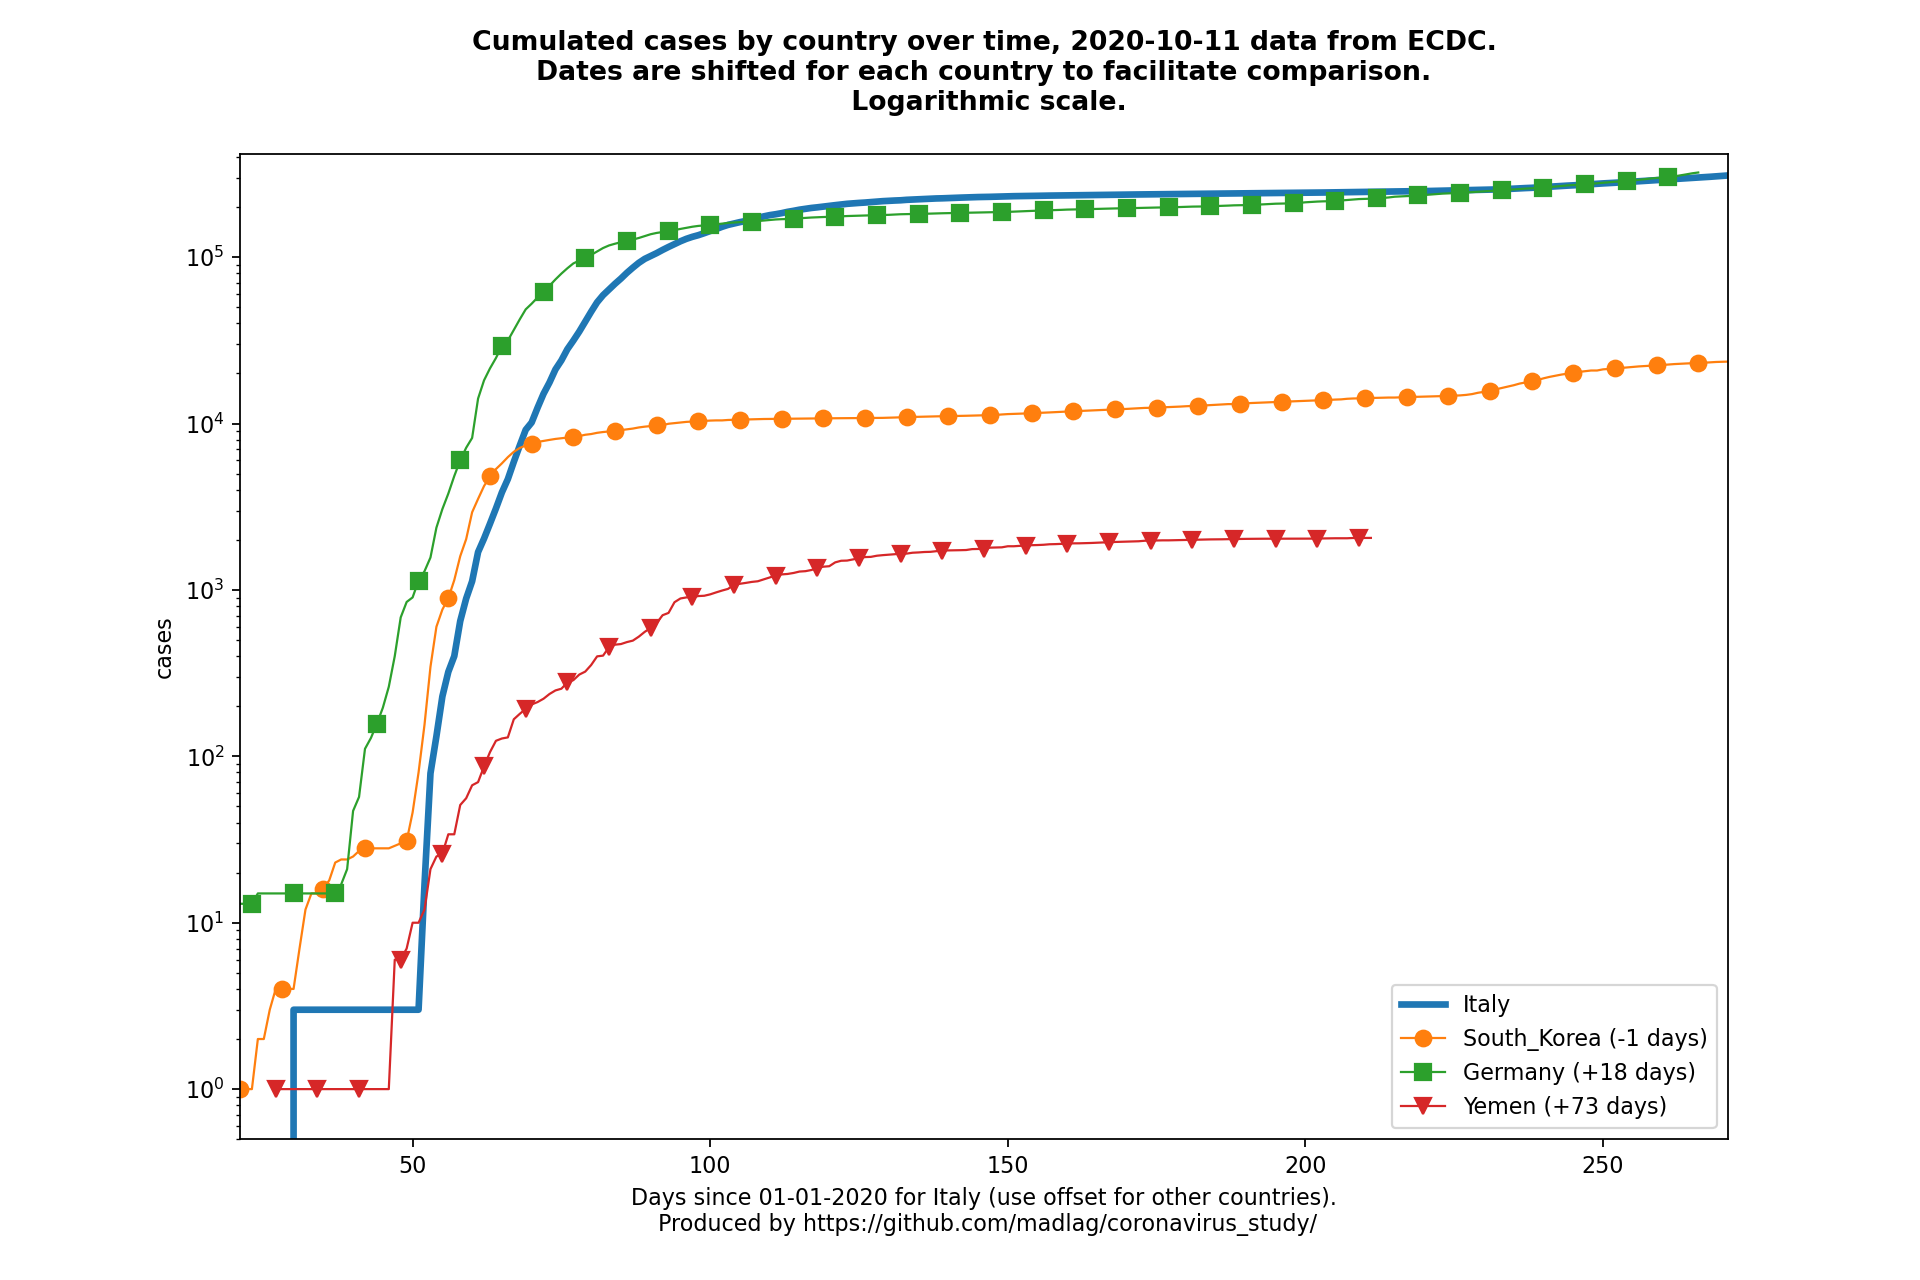 Cumulated cases by country over time, 2020-10-11 data from ECDC.
Dates are shifted for each country to facilitate comparison.
Logarithmic scale.
10^5
10^4
10^3
10^2
10^1
10^0
cases
Italy
South_Korea (-1 days)
Germany (+18 days)
Yemen (+73 days)
50 100 150 200 250
Days since 01-01-2020 for Italy (use offset for other countries).
Produced by https://github.com/madlag/coronavirus_study/